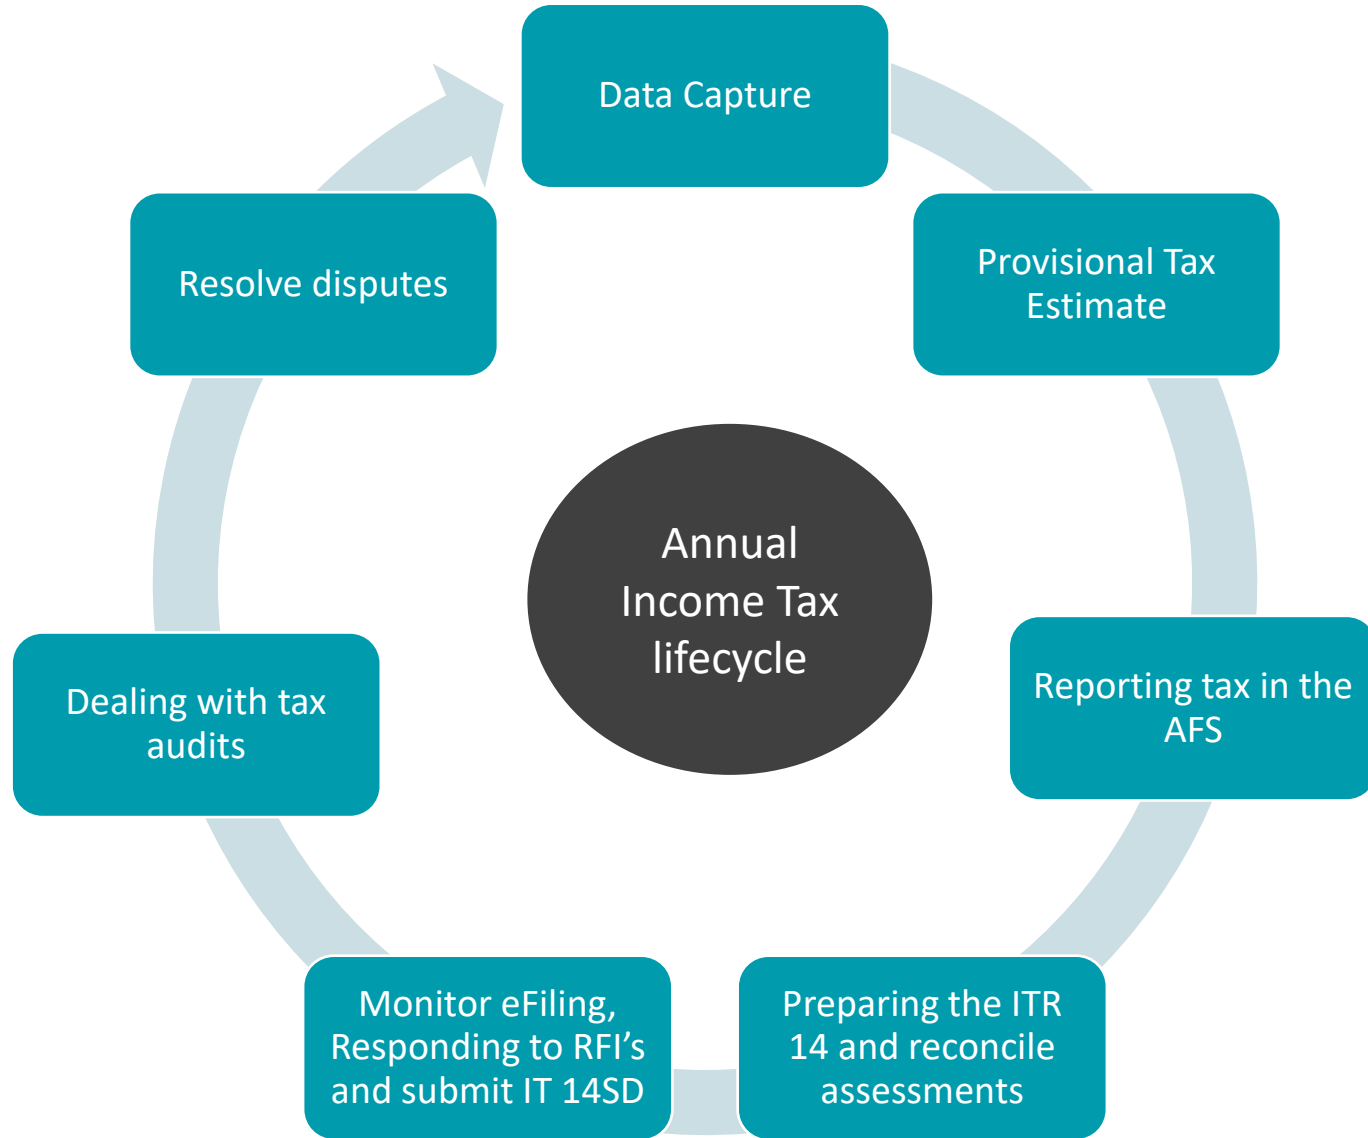 Data Capture
Provisional Tax
Estimate
Reporting tax in the
AFS
Preparing the ITR
14 and reconcile
assessments
Monitor eFiling,
Responding to RFI’s
and submit IT 14SD
Dealing with tax
audits
Resolve disputes
Annual
Income Tax
lifecycle